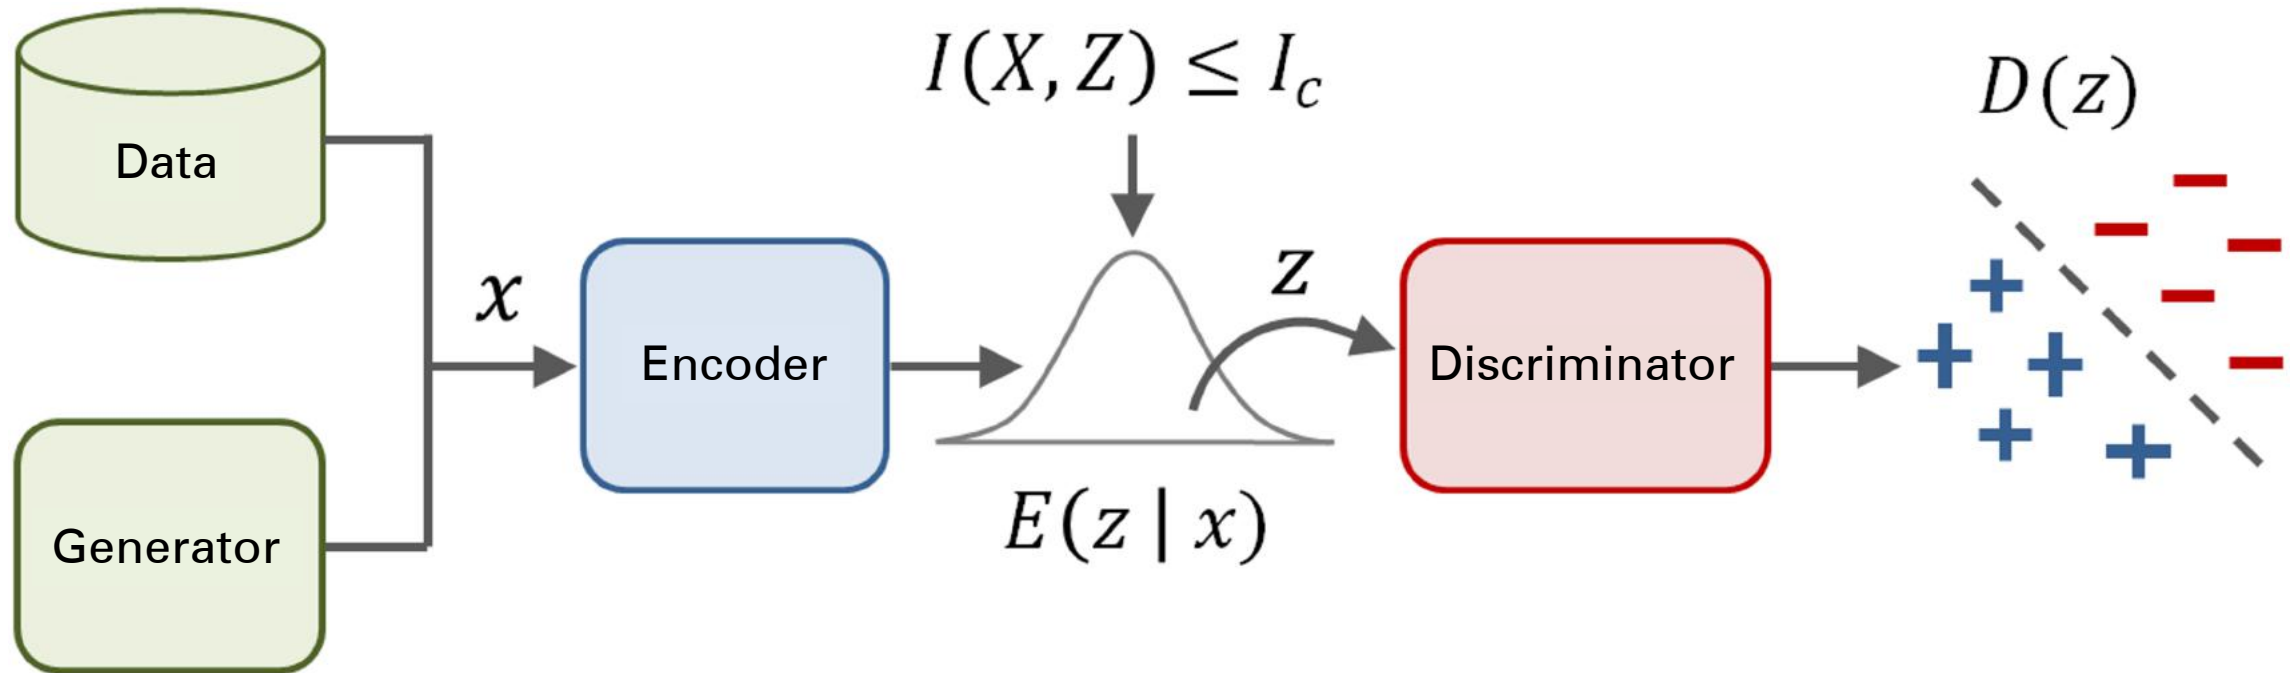 Data
Generator
x
Encoder
I(X, Z) ≤ I_c
E(z | x)
z
Discriminator
D(z)